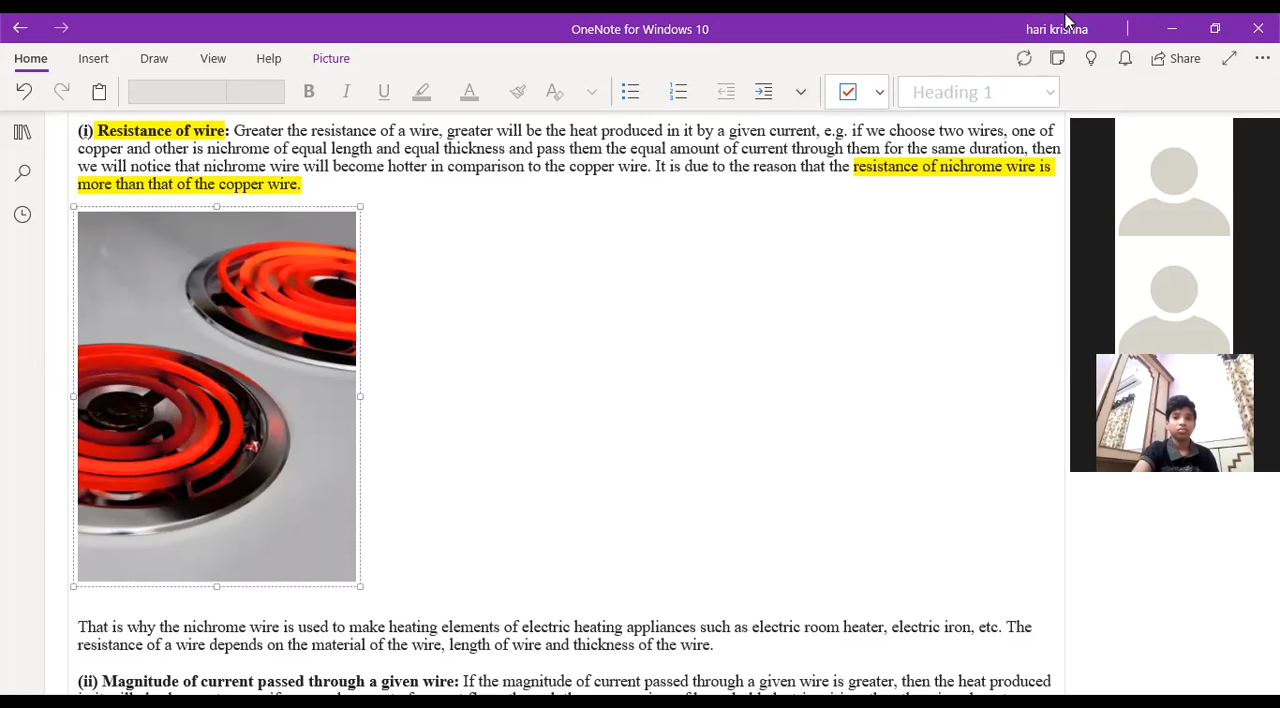 OneNote for Windows 10
hari krishna
Home Insert Draw View Help Picture
Share
B I U A
Heading 1
(i) Resistance of wire: Greater the resistance of a wire, greater will be the heat produced in it by a given current, e.g. if we choose two wires, one of
copper and other is nichrome of equal length and equal thickness and pass them the equal amount of current through them for the same duration, then
we will notice that nichrome wire will become hotter in comparison to the copper wire. It is due to the reason that the resistance of nichrome wire is
more than that of the copper wire.
That is why the nichrome wire is used to make heating elements of electric heating appliances such as electric room heater, electric iron, etc. The
resistance of a wire depends on the material of the wire, length of wire and thickness of the wire.
(ii) Magnitude of current passed through a given wire: If the magnitude of current passed through a given wire is greater, then the heat produced